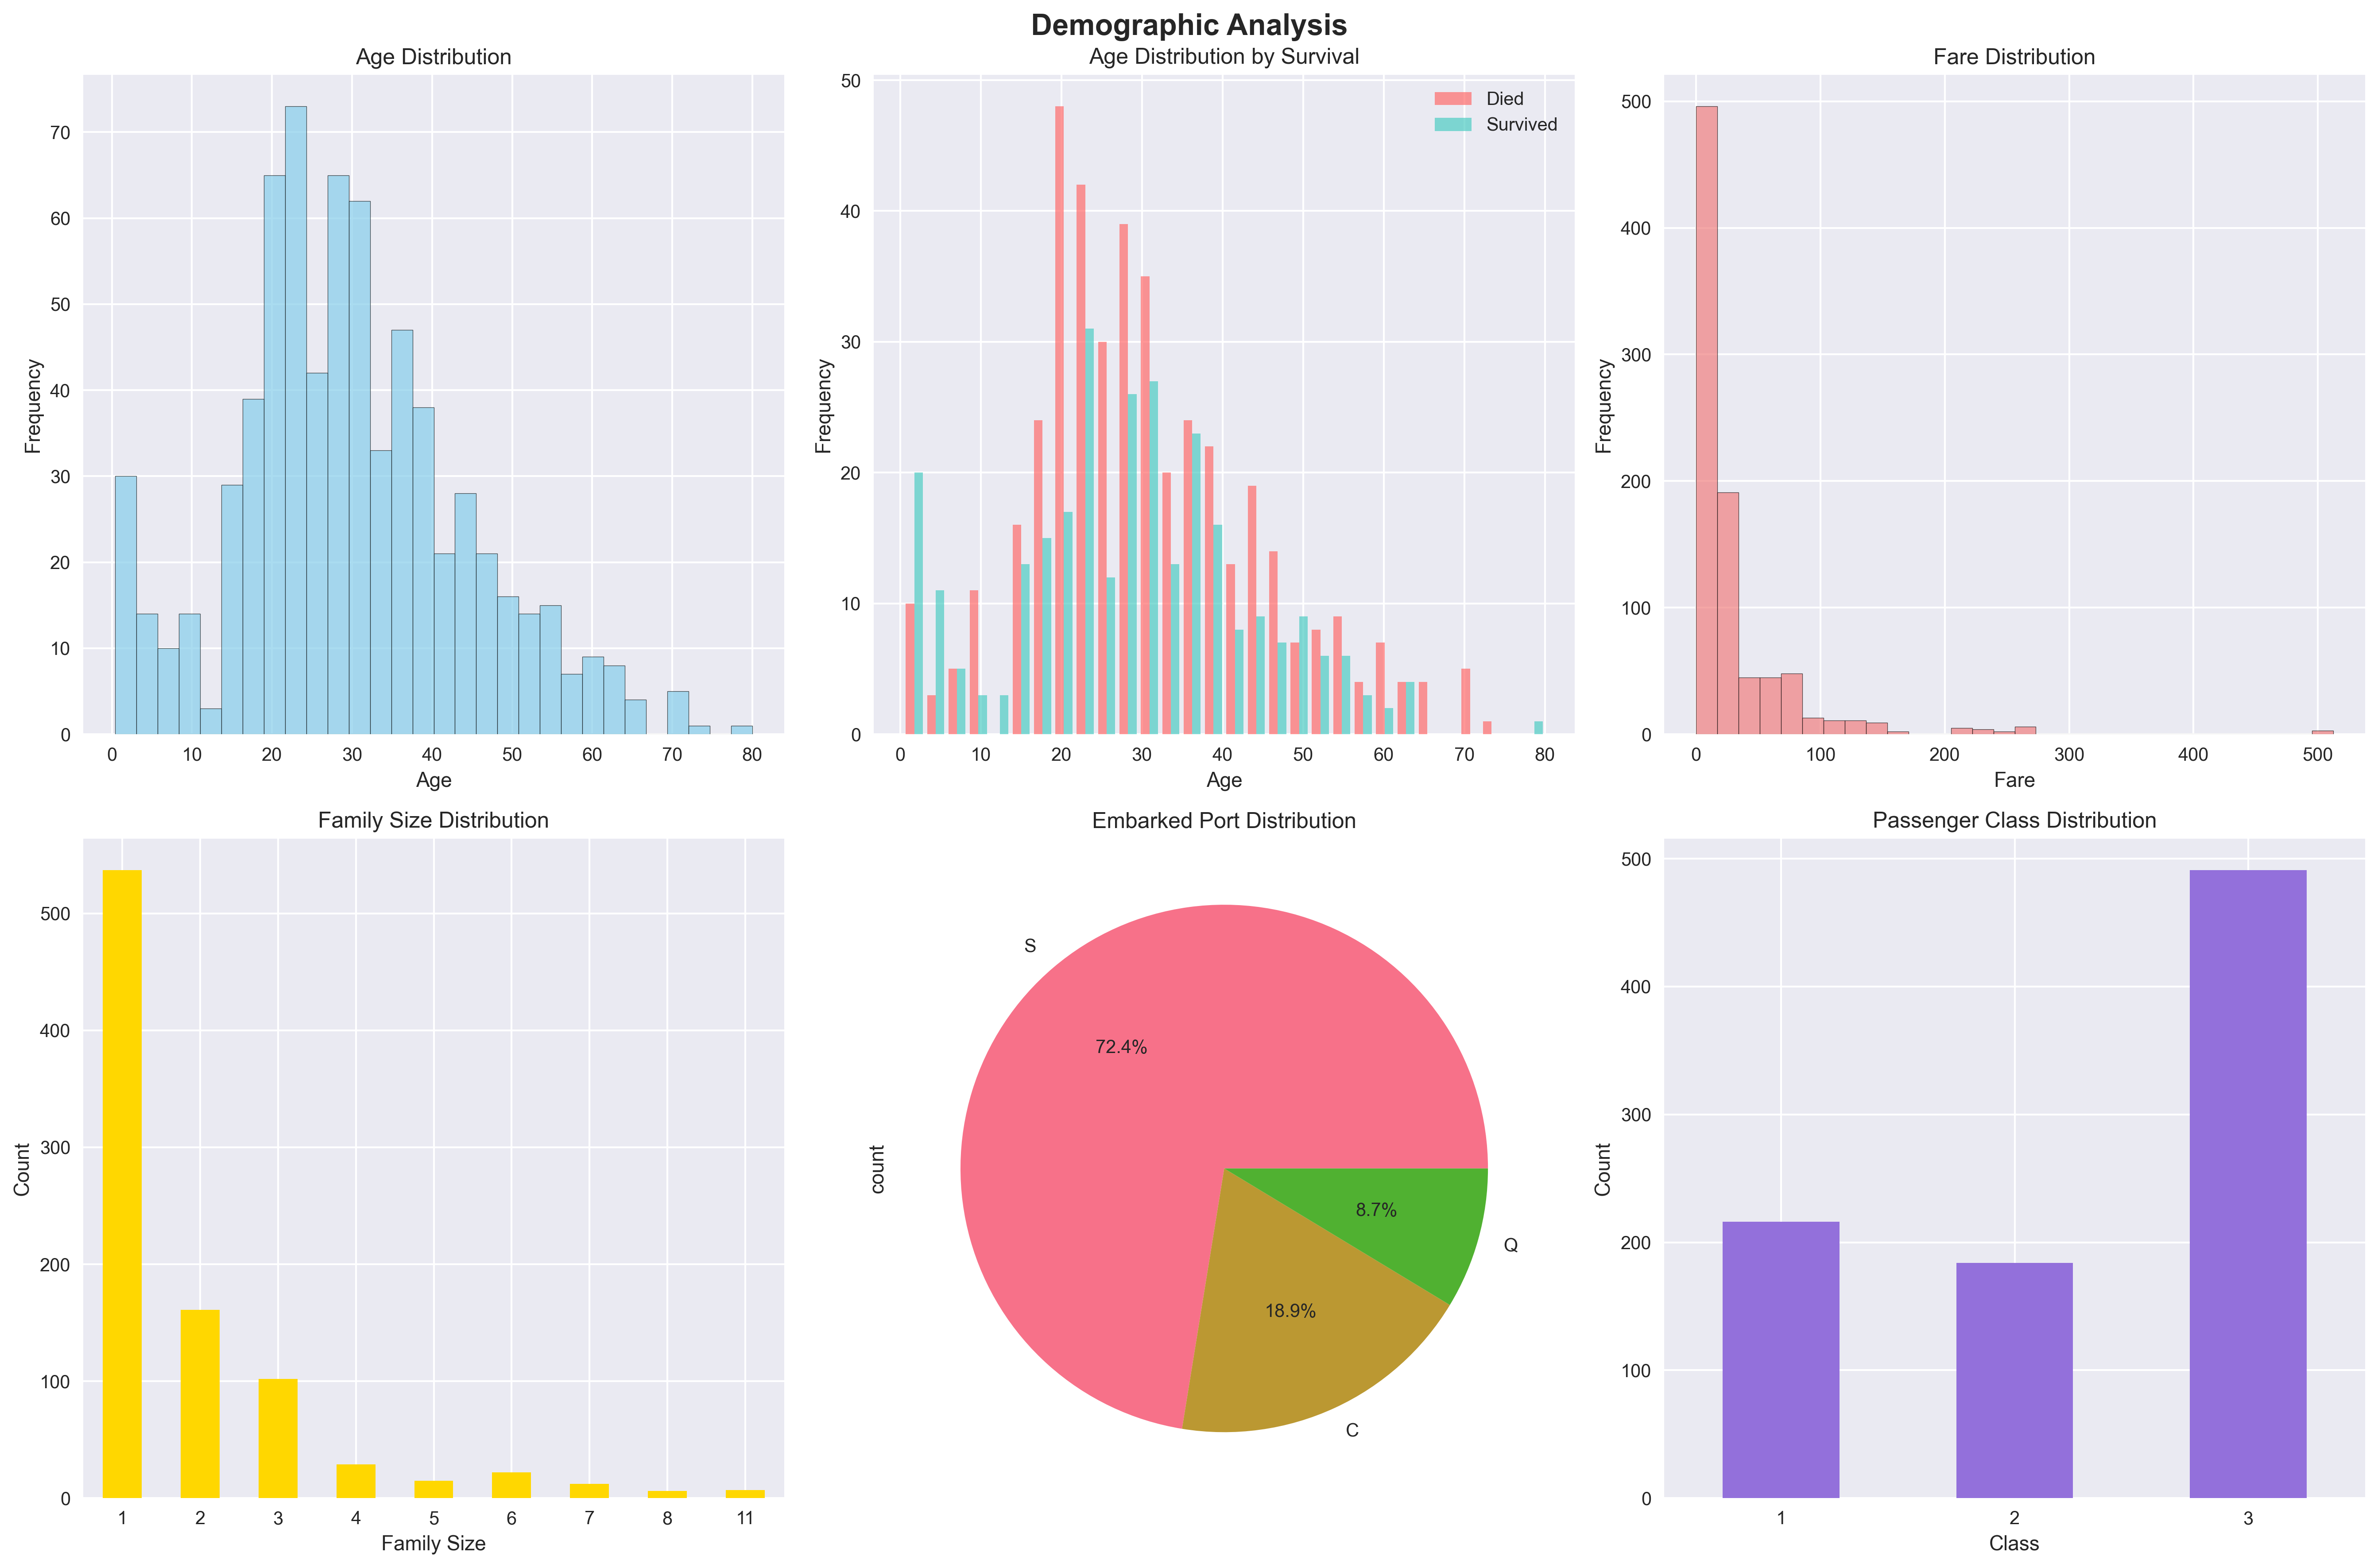 Demographic Analysis
Age Distribution
70
60
50
40
30
20
10
0
Frequency
0 10 20 30 40 50 60 70 80
Age
Age Distribution by Survival
Died
Survived
50
40
30
20
10
0
Frequency
0 10 20 30 40 50 60 70 80
Age
Fare Distribution
500
400
300
200
100
0
Frequency
0 100 200 300 400 500
Fare
Family Size Distribution
500
400
300
200
100
0
Count
1 2 3 4 5 6 7 8 11
Family Size
Embarked Port Distribution
S
72.4%
count
8.7%
Q
18.9%
C
Passenger Class Distribution
500
400
300
200
100
0
Count
1 2 3
Class